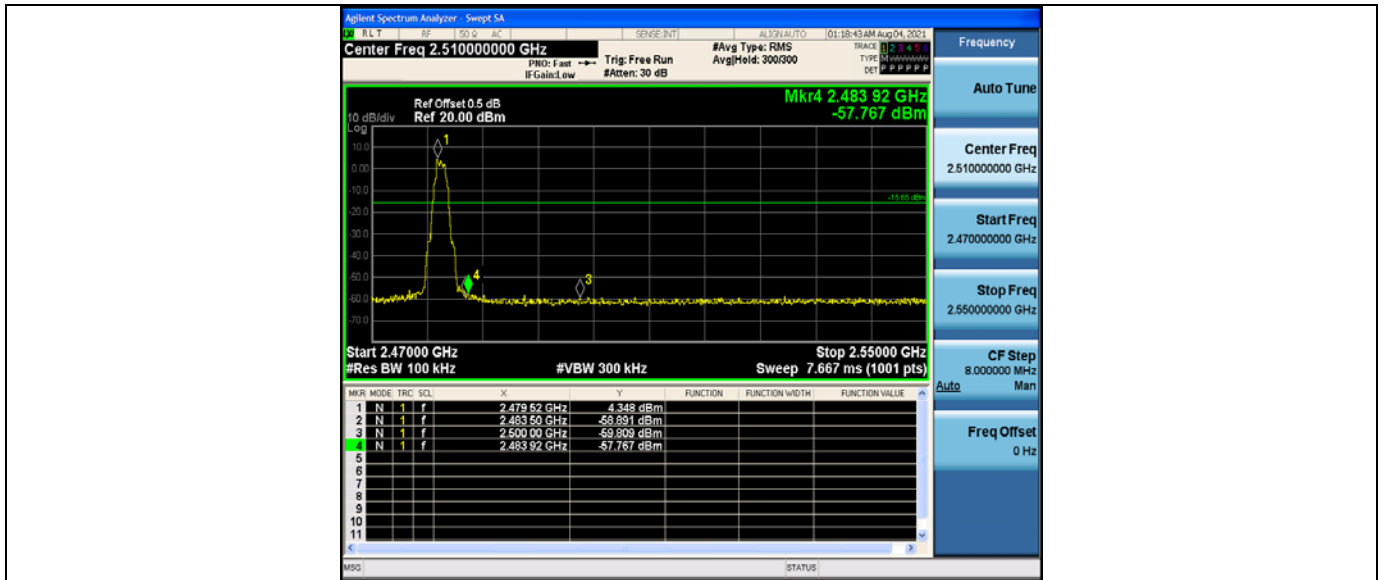 Agilent Spectrum Analyzer - Swept SA
R L T RF 50 Ω AC SENSE:INT ALIGN AUTO 01:18:43 AM Aug 04, 2021
Center Freq 2.510000000 GHz
PNO: Fast
IFGain:Low
Trig: Free Run
#Atten: 30 dB
#Avg Type: RMS
Avg|Hold: 300/300
TRACE 1 2 3 4 5 6
TYPE M
DET P P P P P P
Mkr4 2.483 92 GHz
-57.767 dBm
Ref Offset 0.5 dB
10 dB/div Ref 20.00 dBm
Log
10.0
0.00
-10.0
-20.0
-30.0
-40.0
-50.0
-60.0
-70.0
1
4
3
-15.65 dBm
Start 2.47000 GHz Stop 2.55000 GHz
#Res BW 100 kHz #VBW 300 kHz Sweep 7.667 ms (1001 pts)
MKR MODE TRC SCL X Y FUNCTION FUNCTION WIDTH FUNCTION VALUE
1 N 1 f 2.479 52 GHz 4.348 dBm
2 N 1 f 2.483 50 GHz -58.891 dBm
3 N 1 f 2.500 00 GHz -59.809 dBm
4 N 1 f 2.483 92 GHz -57.767 dBm
5
6
7
8
9
10
11
MSG STATUS
Frequency
Auto Tune
Center Freq
2.510000000 GHz
Start Freq
2.470000000 GHz
Stop Freq
2.550000000 GHz
CF Step
8.000000 MHz
Auto Man
Freq Offset
0 Hz